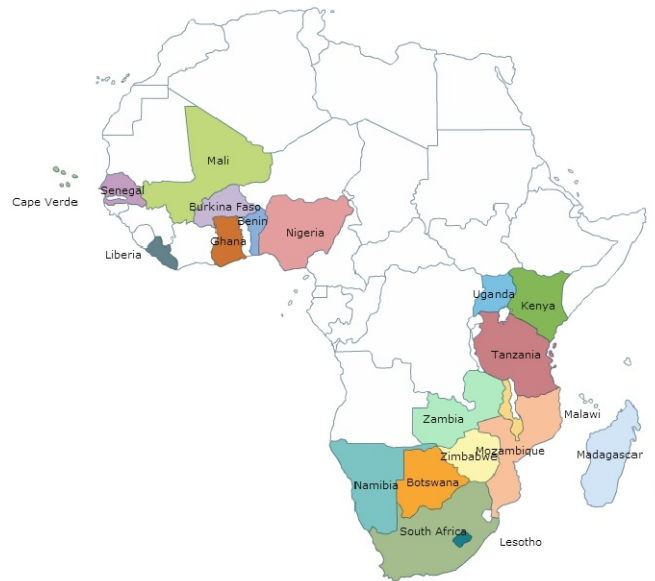 Mali
Senegal
Cape Verde
Burkina Faso
Benin
Nigeria
Ghana
Liberia
Uganda
Kenya
Tanzania
Malawi
Zambia
Mozambique
Zimbabwe
Madagascar
Namibia
Botswana
South Africa
Lesotho